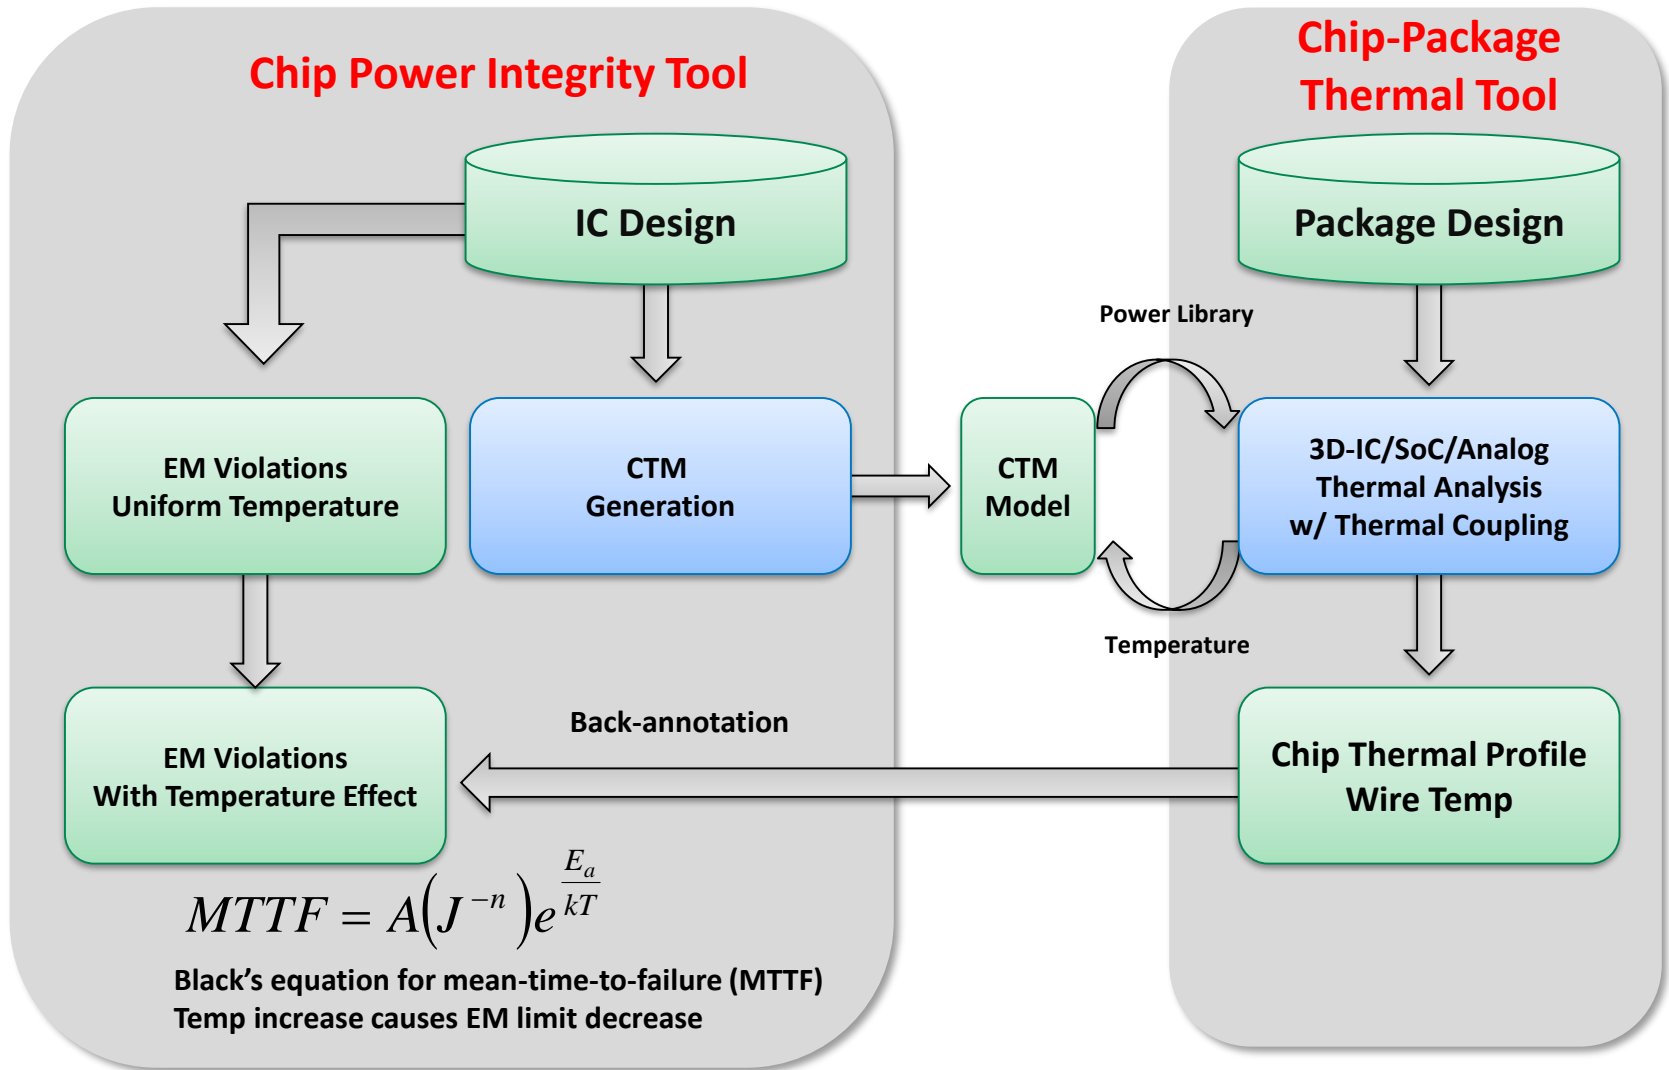 Chip Power Integrity Tool
Chip-Package
Thermal Tool
IC Design
Package Design
Power Library
EM Violations
Uniform Temperature
CTM
Generation
CTM
Model
3D-IC/SoC/Analog
Thermal Analysis
w/ Thermal Coupling
Temperature
Back-annotation
EM Violations
With Temperature Effect
Chip Thermal Profile
Wire Temp
MTTF = A(J^{-n})e^{\frac{E_a}{kT}}
Black’s equation for mean-time-to-failure (MTTF)
Temp increase causes EM limit decrease